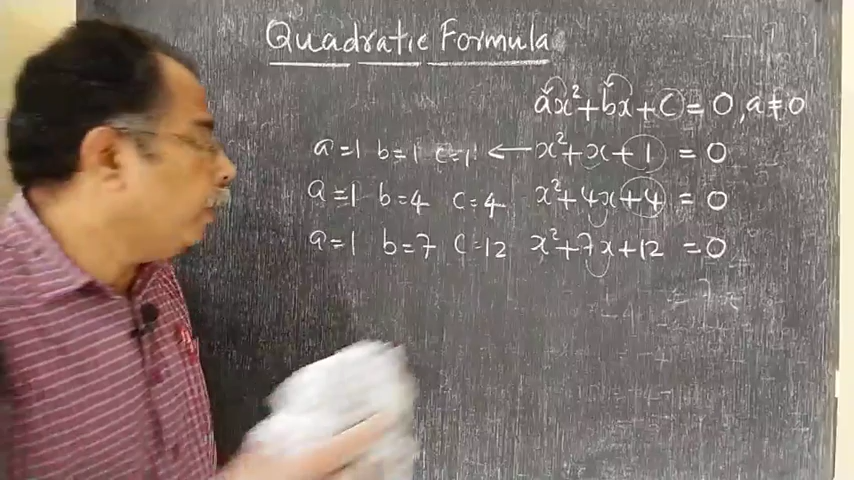 Quadratic Formula
ax²+bx+c=0, a≠0
a=1 b=1 c=1 ← x²+x+1 = 0
a=1 b=4 c=4 x²+4x+4 = 0
a=1 b=7 c=12 x²+7x+12 = 0